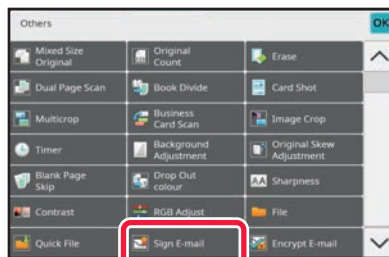 Others
OK
Mixed Size
Original
Original
Count
Erase
Dual Page Scan
Book Divide
Card Shot
Multicrop
Business
Card Scan
Image Crop
Timer
Background
Adjustment
Original Skew
Adjustment
Blank Page
Skip
Drop Out
colour
AA Sharpness
Contrast
RGB Adjust
File
Quick File
Sign E-mail
Encrypt E-mail